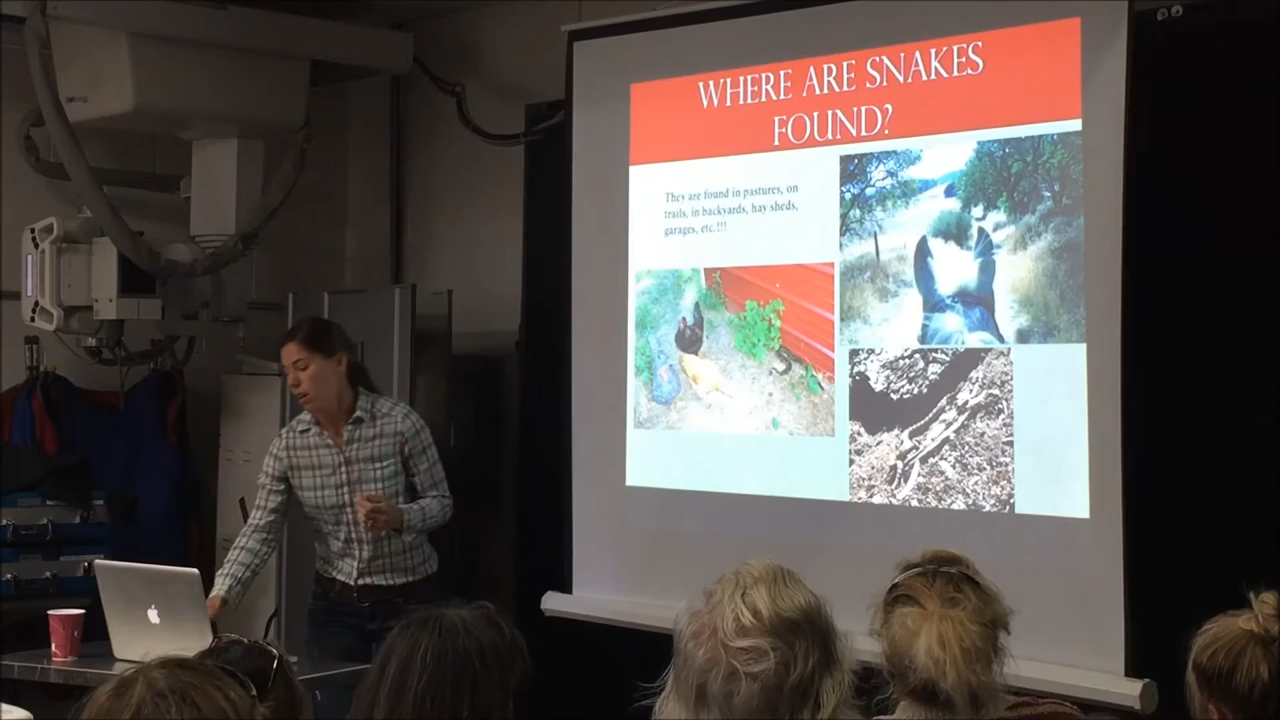 WHERE ARE SNAKES
FOUND?
They are found in pastures, on
trails, in backyards, hay sheds,
garages, etc.!!!